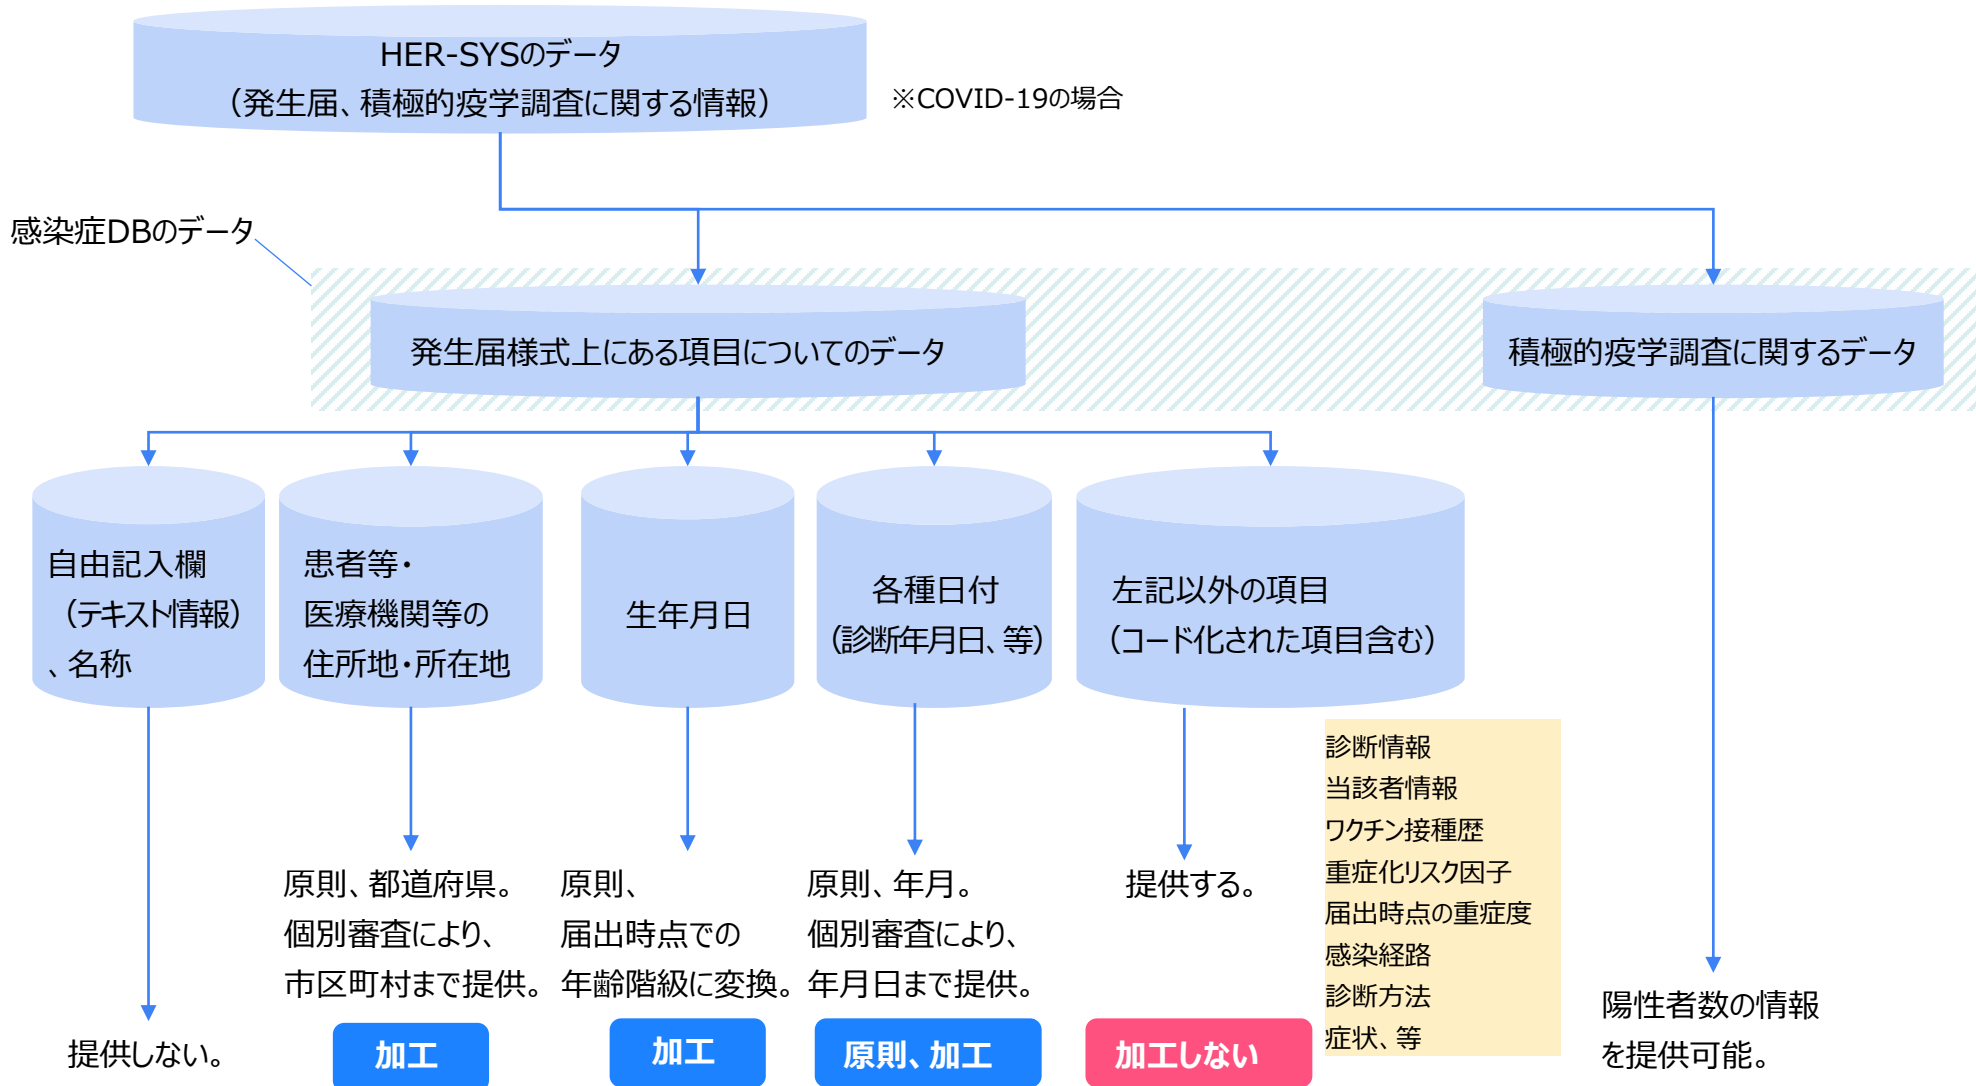 HER-SYSのデータ
（発生届、積極的疫学調査に関する情報）
※COVID-19の場合
感染症DBのデータ
発生届様式上にある項目についてのデータ
積極的疫学調査に関するデータ
自由記入欄
（テキスト情報）
、名称
患者等・
医療機関等の
住所地・所在地
生年月日
各種日付
（診断年月日、等）
左記以外の項目
（コード化された項目含む）
診断情報
当該者情報
ワクチン接種歴
重症化リスク因子
届出時点の重症度
感染経路
診断方法
症状、等
提供しない。
原則、都道府県。
個別審査により、
市区町村まで提供。
加工
原則、
届出時点での
年齢階級に変換。
加工
原則、年月。
個別審査により、
年月日まで提供。
原則、加工
提供する。
加工しない
陽性者数の情報
を提供可能。